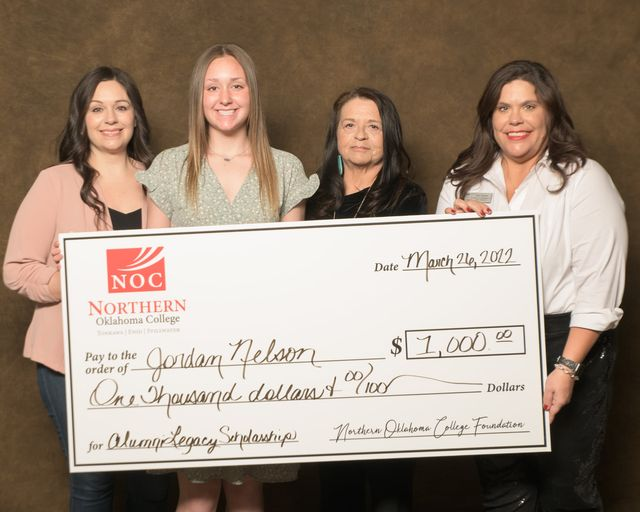 NOC
NORTHERN
Oklahoma College
TONKAWA | ENID | STILLWATER
Date March 26, 2022
Pay to the
order of Jordan Nelson $ 1,000.00
One Thousand dollars & 00/100 Dollars
for Alumni Legacy Scholarship Northern Oklahoma College Foundation